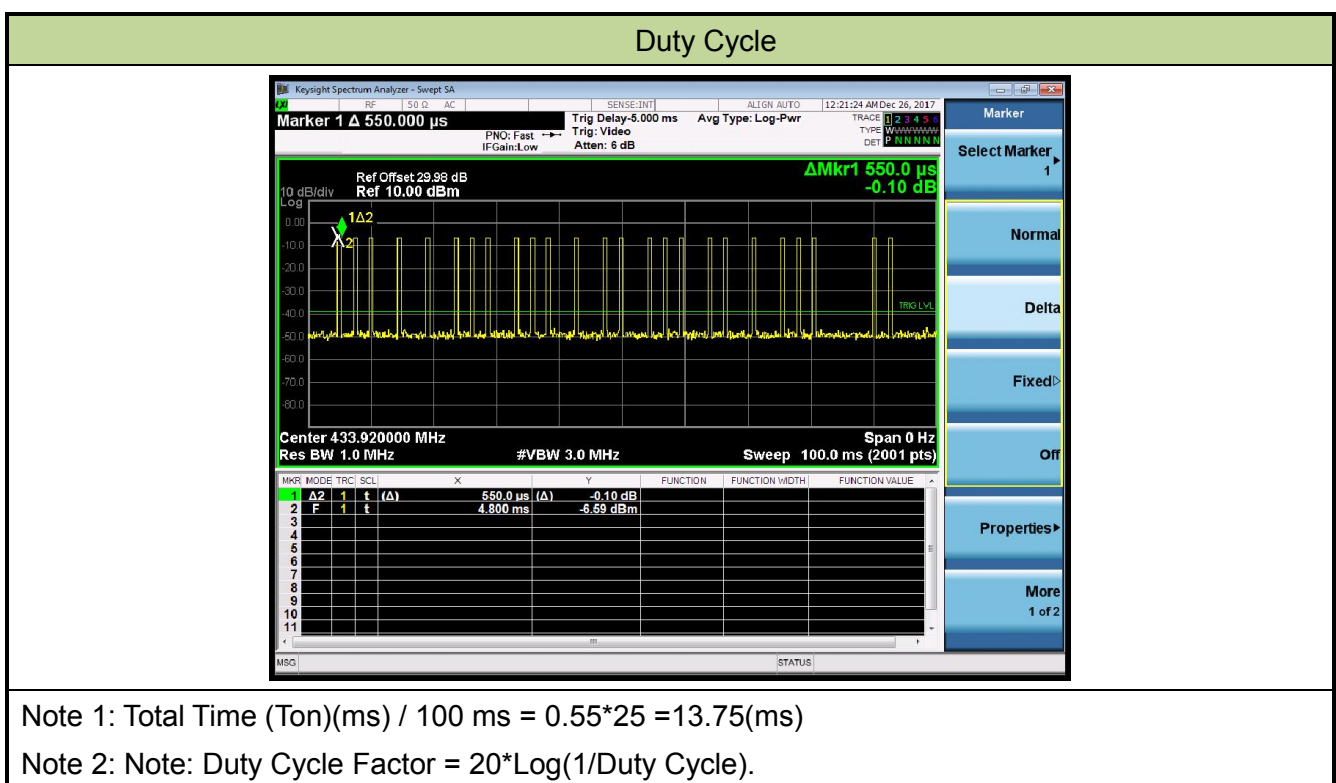 Duty Cycle
Keysight Spectrum Analyzer - Swept SA
RF 50 Ω AC SENSE:INT ALIGN AUTO 12:21:24 AM Dec 26, 2017
Marker 1 Δ 550.000 µs
PNO: Fast
IFGain:Low
Trig Delay-5.000 ms
Trig: Video
Atten: 6 dB
Avg Type: Log-Pwr
TRACE 1 2 3 4 5 6
TYPE WWWWWW
DET P N N N N N
Marker
Select Marker
1
ΔMkr1 550.0 µs
-0.10 dB
Ref Offset 29.98 dB
10 dB/div Ref 10.00 dBm
Log
0.00
1Δ2
2
-10.0
-20.0
-30.0
TRIG LVL
-40.0
-50.0
-60.0
-70.0
-80.0
Normal
Delta
Fixed
Off
Properties
More
1 of 2
Center 433.920000 MHz Span 0 Hz
Res BW 1.0 MHz #VBW 3.0 MHz Sweep 100.0 ms (2001 pts)
MKR MODE TRC SCL X Y FUNCTION FUNCTION WIDTH FUNCTION VALUE
1 Δ2 1 t (Δ) 550.0 µs (Δ) -0.10 dB
2 F 1 t 4.800 ms -6.59 dBm
3
4
5
6
7
8
9
10
11
MSG STATUS
Note 1: Total Time (Ton)(ms) / 100 ms = 0.55*25 =13.75(ms)
Note 2: Note: Duty Cycle Factor = 20*Log(1/Duty Cycle).